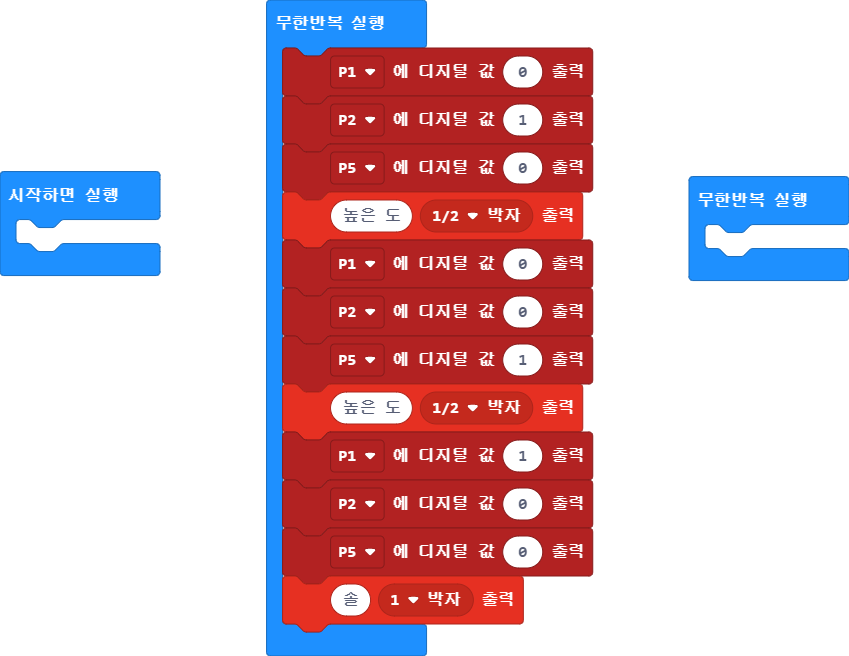 무한반복 실행
P1 에 디지털 값 0 출력
P2 에 디지털 값 1 출력
P5 에 디지털 값 0 출력
시작하면 실행
무한반복 실행
높은 도 1/2 박자 출력
P1 에 디지털 값 0 출력
P2 에 디지털 값 0 출력
P5 에 디지털 값 1 출력
높은 도 1/2 박자 출력
P1 에 디지털 값 1 출력
P2 에 디지털 값 0 출력
P5 에 디지털 값 0 출력
솔 1 박자 출력